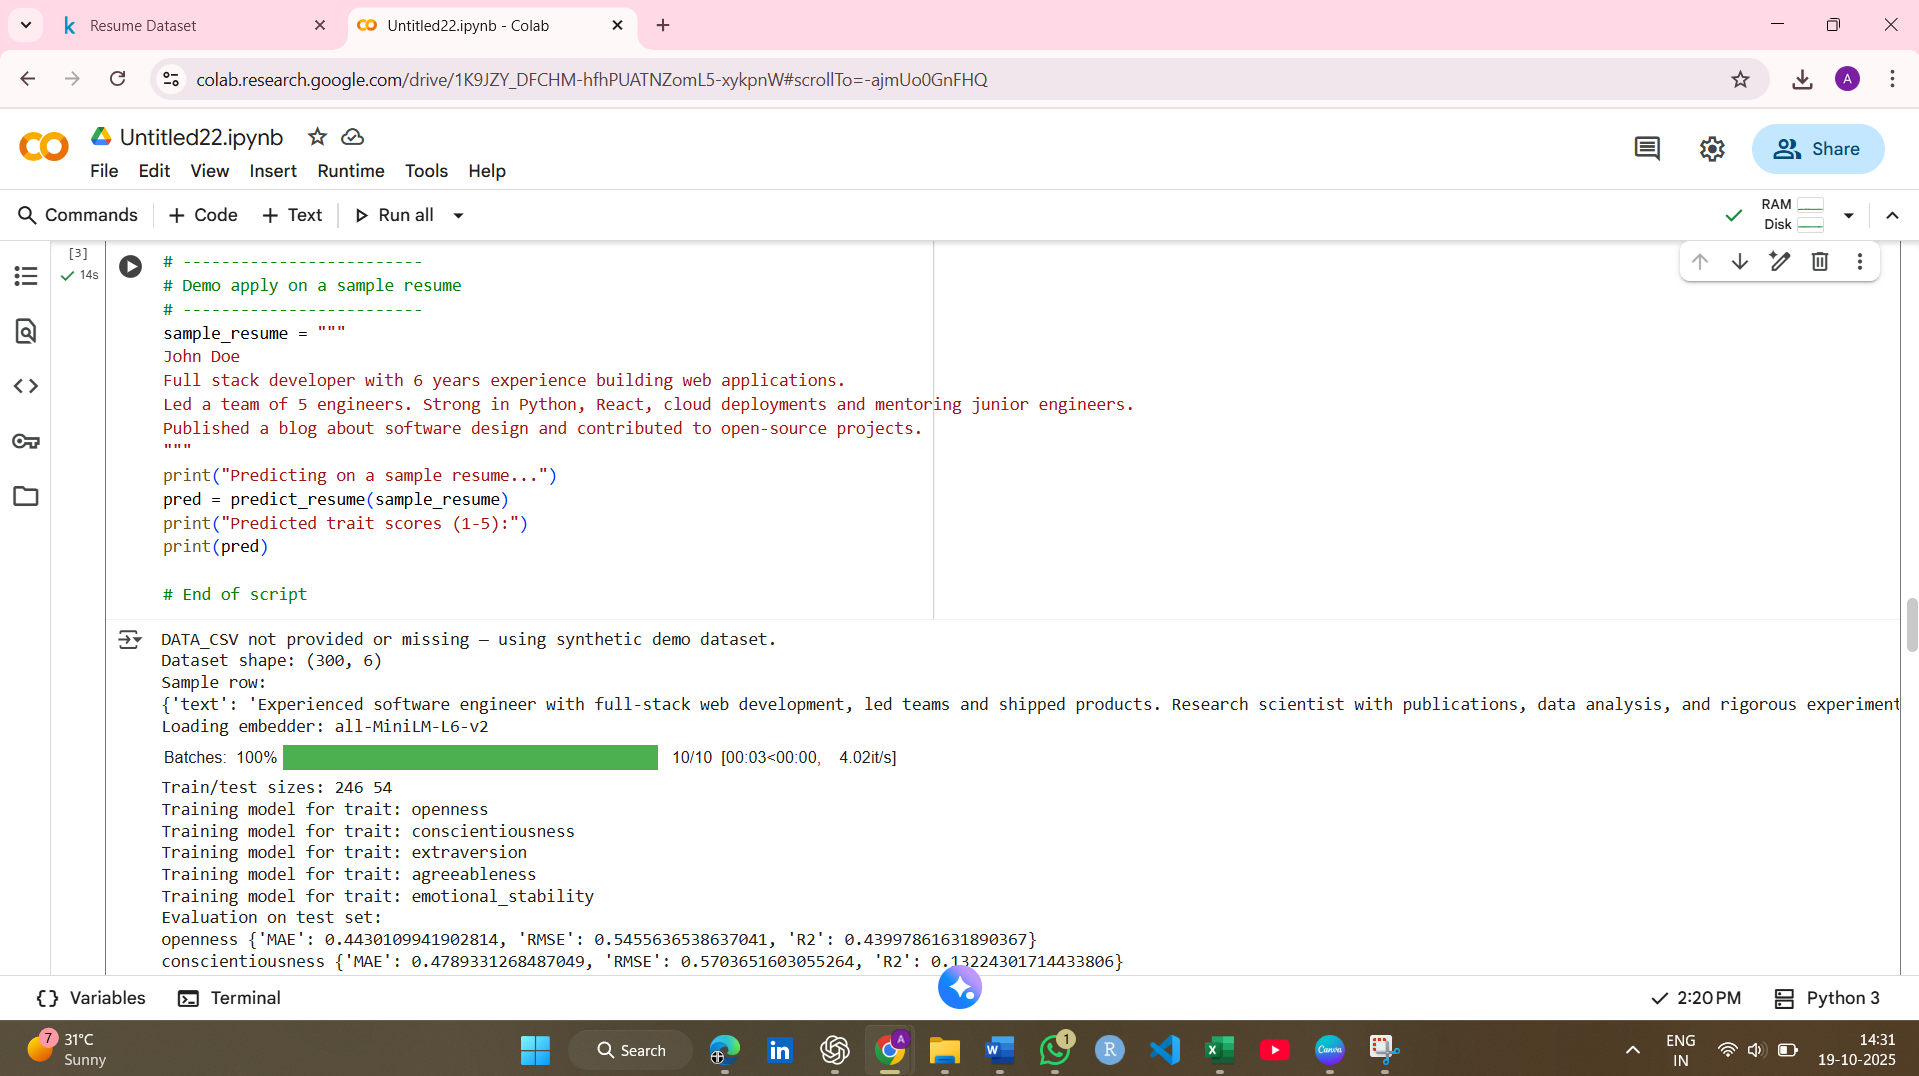 Resume Dataset
Untitled22.ipynb - Colab
colab.research.google.com/drive/1K9JZY_DFCHM-hfhPUATNZomL5-xykpnW#scrollTo=-ajmUo0GnFHQ
A
Untitled22.ipynb
File Edit View Insert Runtime Tools Help
Share
Commands + Code + Text Run all
RAM
Disk
[3]
14s
# -------------------------
# Demo apply on a sample resume
# -------------------------
sample_resume = """
John Doe
Full stack developer with 6 years experience building web applications.
Led a team of 5 engineers. Strong in Python, React, cloud deployments and mentoring junior engineers.
Published a blog about software design and contributed to open-source projects.
"""
print("Predicting on a sample resume...")
pred = predict_resume(sample_resume)
print("Predicted trait scores (1-5):")
print(pred)
# End of script
DATA_CSV not provided or missing — using synthetic demo dataset.
Dataset shape: (300, 6)
Sample row:
{'text': 'Experienced software engineer with full-stack web development, led teams and shipped products. Research scientist with publications, data analysis, and rigorous experiment
Loading embedder: all-MiniLM-L6-v2
Batches: 100% 10/10 [00:03<00:00, 4.02it/s]
Train/test sizes: 246 54
Training model for trait: openness
Training model for trait: conscientiousness
Training model for trait: extraversion
Training model for trait: agreeableness
Training model for trait: emotional_stability
Evaluation on test set:
openness {'MAE': 0.4430109941902814, 'RMSE': 0.5455636538637041, 'R2': 0.43997861631890367}
conscientiousness {'MAE': 0.4789331268487049, 'RMSE': 0.5703651603055264, 'R2': 0.13224301714433806}
Variables Terminal
2:20 PM Python 3
7
31°C
Sunny
Search
A
1
Canva
ENG
IN
14:31
19-10-2025